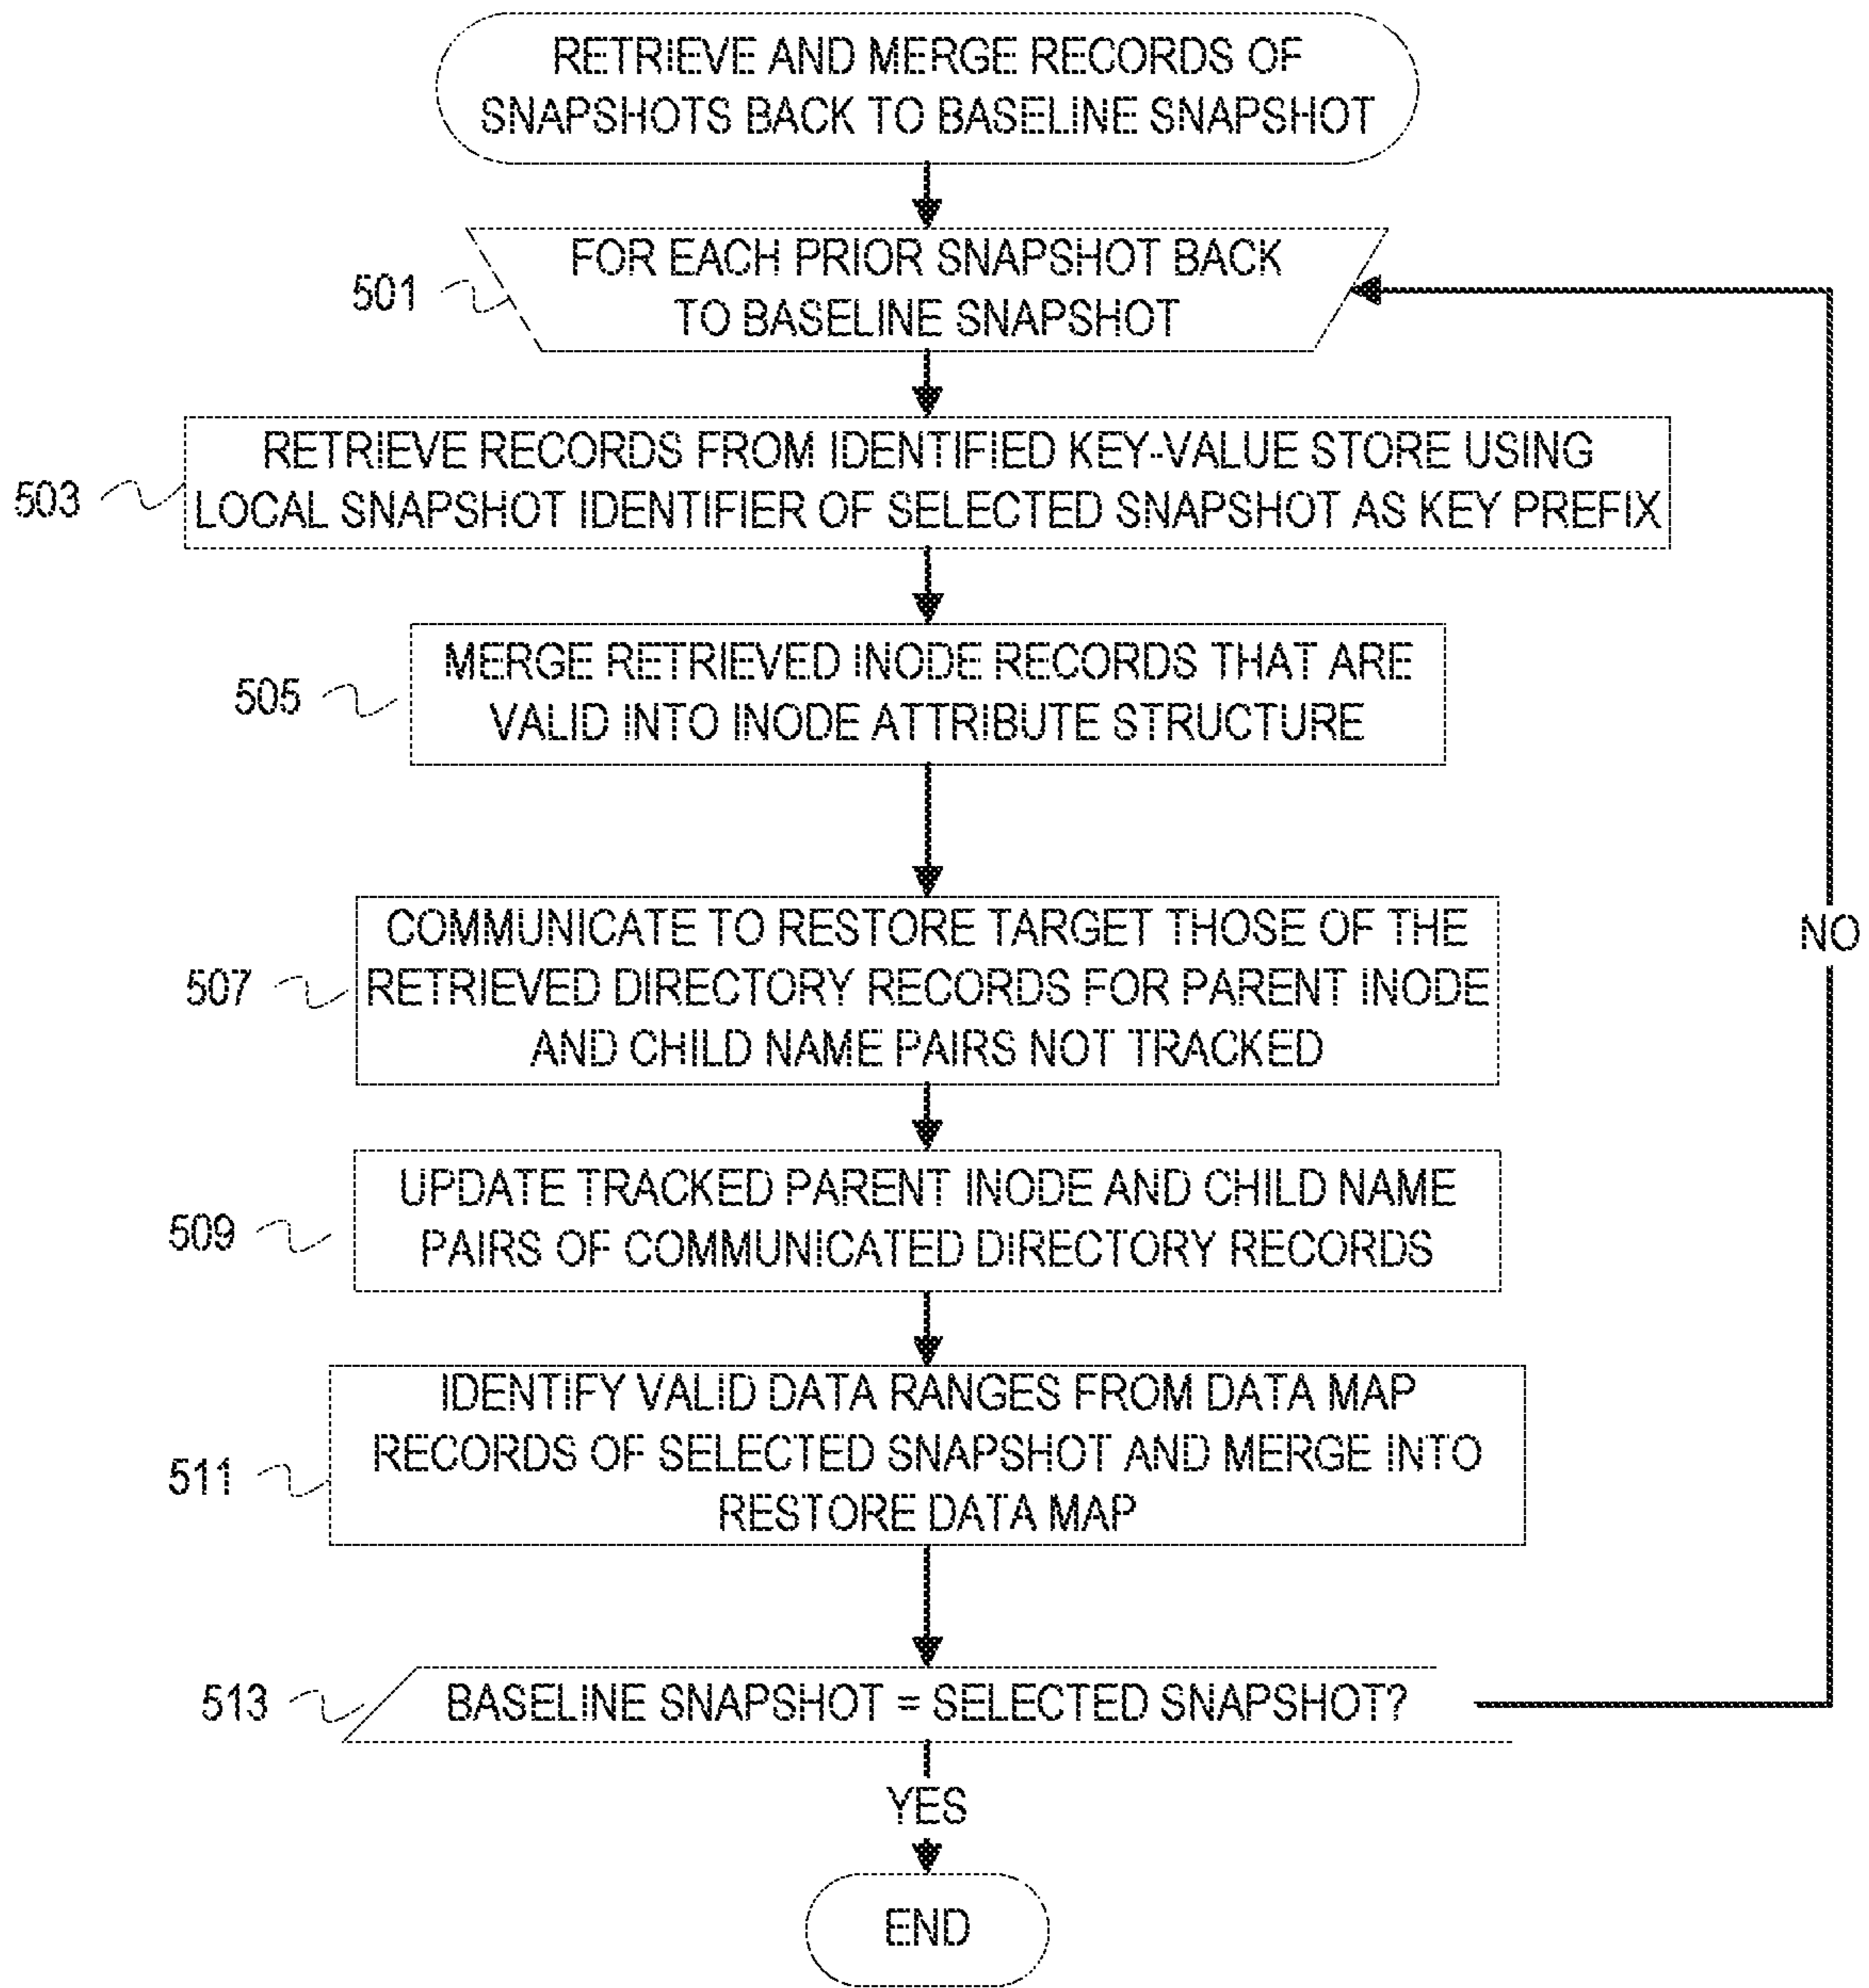 RETRIEVE AND MERGE RECORDS OF
SNAPSHOTS BACK TO BASELINE SNAPSHOT
501
FOR EACH PRIOR SNAPSHOT BACK
TO BASELINE SNAPSHOT
503
RETRIEVE RECORDS FROM IDENTIFIED KEY-VALUE STORE USING
LOCAL SNAPSHOT IDENTIFIER OF SELECTED SNAPSHOT AS KEY PREFIX
505
MERGE RETRIEVED INODE RECORDS THAT ARE
VALID INTO INODE ATTRIBUTE STRUCTURE
507
COMMUNICATE TO RESTORE TARGET THOSE OF THE
RETRIEVED DIRECTORY RECORDS FOR PARENT INODE
AND CHILD NAME PAIRS NOT TRACKED
NO
509
UPDATE TRACKED PARENT INODE AND CHILD NAME
PAIRS OF COMMUNICATED DIRECTORY RECORDS
511
IDENTIFY VALID DATA RANGES FROM DATA MAP
RECORDS OF SELECTED SNAPSHOT AND MERGE INTO
RESTORE DATA MAP
513
BASELINE SNAPSHOT = SELECTED SNAPSHOT?
YES
END